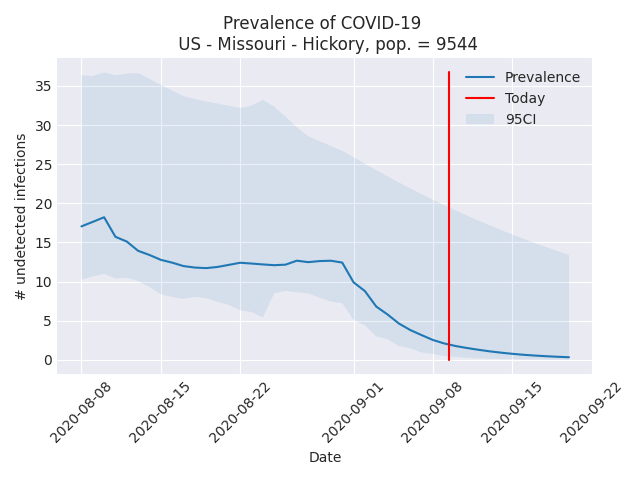 Prevalence of COVID-19
US - Missouri - Hickory, pop. = 9544
Prevalence
Today
95CI
# undetected infections
35
30
25
20
15
10
5
0
2020-08-08
2020-08-15
2020-08-22
2020-09-01
2020-09-08
2020-09-15
2020-09-22
Date